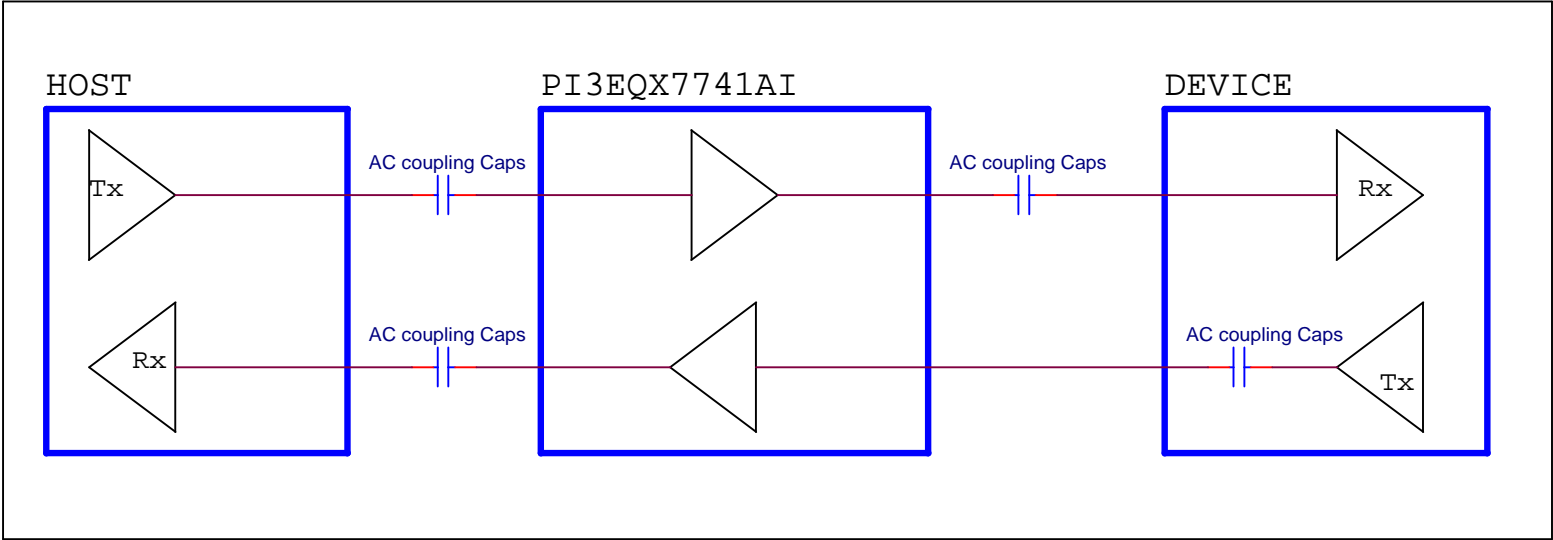 HOST
PI3EQX7741AI
DEVICE
AC coupling Caps
AC coupling Caps
Tx
Rx
AC coupling Caps
AC coupling Caps
Rx
Tx